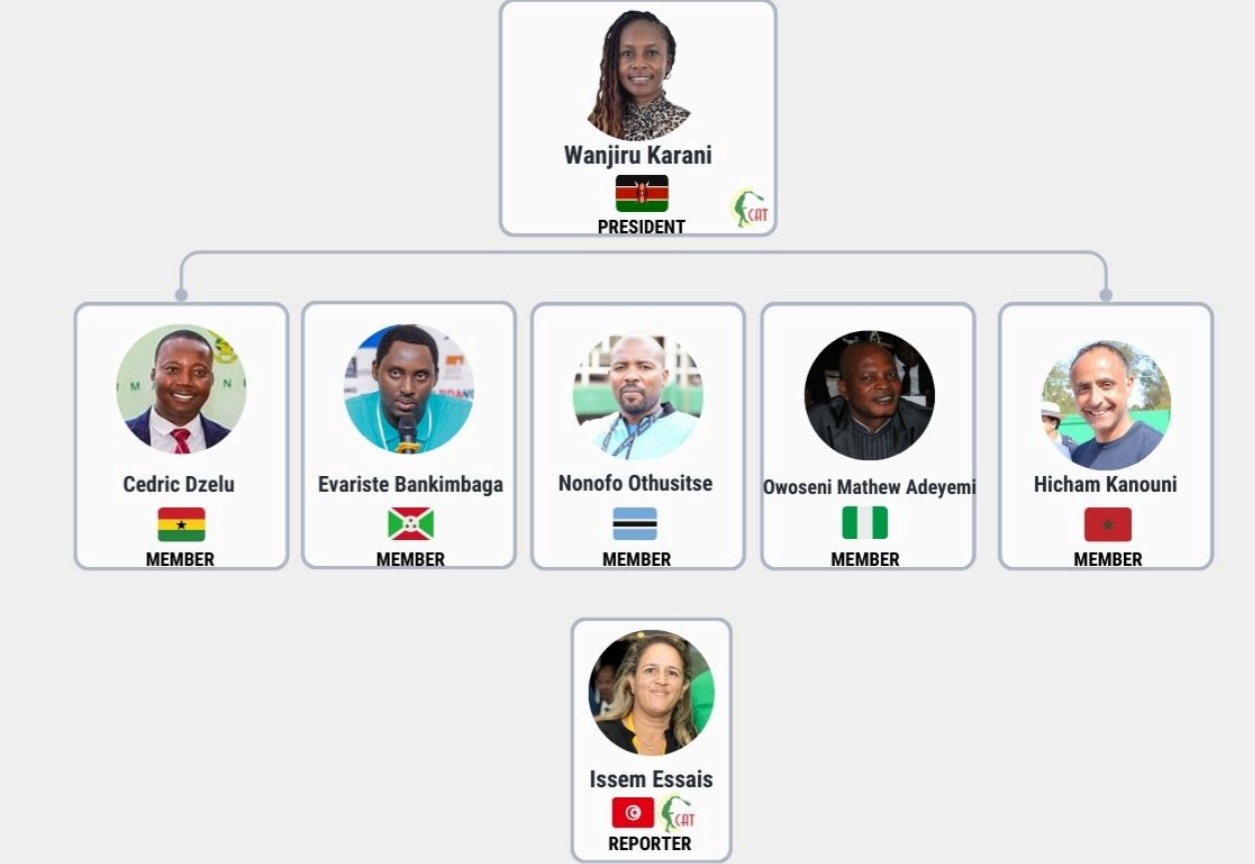 Wanjiru Karani
CAT
PRESIDENT
Cedric Dzelu
MEMBER
Evariste Bankimbaga
MEMBER
Nonofo Othusitse
MEMBER
Owoseni Mathew Adeyemi
MEMBER
Hicham Kanouni
MEMBER
Issem Essais
CAT
REPORTER